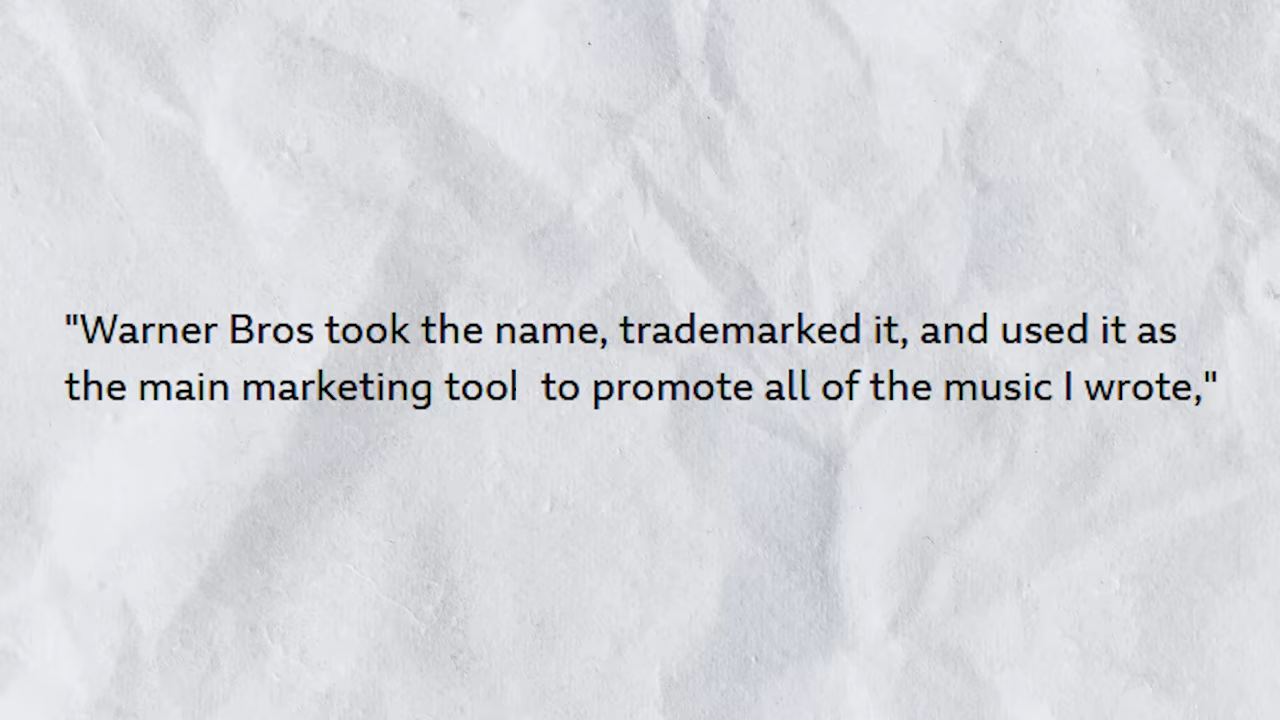 "Warner Bros took the name, trademarked it, and used it as
the main marketing tool  to promote all of the music I wrote,"